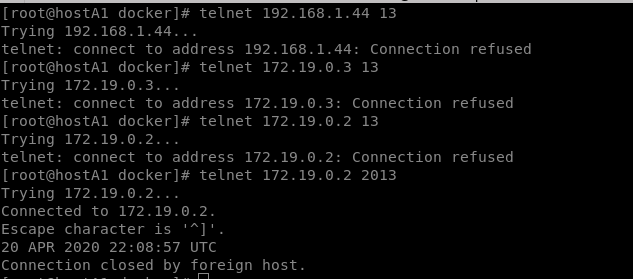 [root@hostA1 docker]# telnet 192.168.1.44 13
Trying 192.168.1.44...
telnet: connect to address 192.168.1.44: Connection refused
[root@hostA1 docker]# telnet 172.19.0.3 13
Trying 172.19.0.3...
telnet: connect to address 172.19.0.3: Connection refused
[root@hostA1 docker]# telnet 172.19.0.2 13
Trying 172.19.0.2...
telnet: connect to address 172.19.0.2: Connection refused
[root@hostA1 docker]# telnet 172.19.0.2 2013
Trying 172.19.0.2...
Connected to 172.19.0.2.
Escape character is '^]'.
20 APR 2020 22:08:57 UTC
Connection closed by foreign host.
[root@hostA1 docker]#